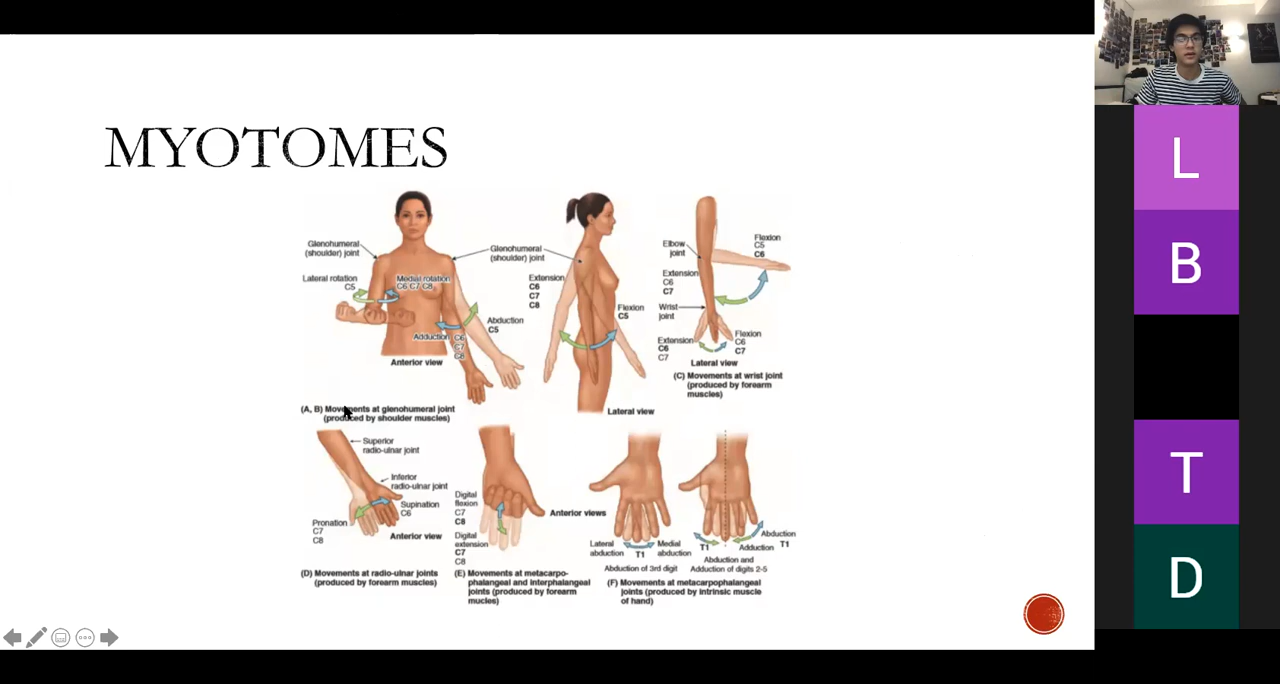 MYOTOMES
Glenohumeral
(shoulder) joint
Lateral rotation
C5
Medial rotation
C6 C7 C8
Adduction
C6
C7
C8
Abduction
C5
Anterior view
Glenohumeral
(shoulder) joint
Extension
C6
C7
C8
Flexion
C5
Lateral view
(A, B) Movements at glenohumeral joint
(produced by shoulder muscles)
Elbow
joint
Flexion
C5
C6
Extension
C6
C7
Wrist
joint
Extension
C6
C7
Flexion
C6
C7
Lateral view
(C) Movements at wrist joint
(produced by forearm
muscles)
Superior
radio-ulnar joint
Inferior
radio-ulnar joint
Supination
C6
Pronation
C7
C8
Anterior view
(D) Movements at radio-ulnar joints
(produced by forearm muscles)
Digital
flexion
C7
C8
Digital
extension
C7
C8
Anterior views
(E) Movements at metacarpo-
phalangeal and interphalangeal
joints (produced by forearm
mucles)
Lateral
abduction
T1
Medial
abduction
Abduction of 3rd digit
T1
Adduction
Abduction
T1
Abduction and
Adduction of digits 2-5
(F) Movements at metacarpophalangeal
joints (produced by intrinsic muscle
of hand)
L
B
T
D